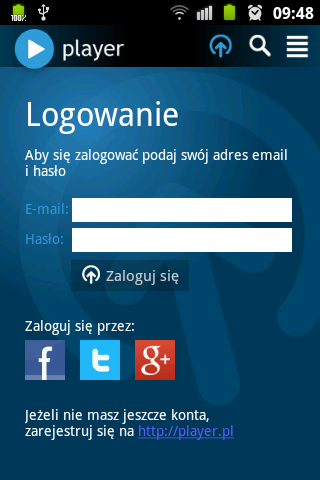 100%
09:48
player
Logowanie
Aby się zalogować podaj swój adres email
i hasło
E-mail:
Hasło:
Zaloguj się
Zaloguj się przez:
f
t
g+
Jeżeli nie masz jeszcze konta,
zarejestruj się na http://player.pl